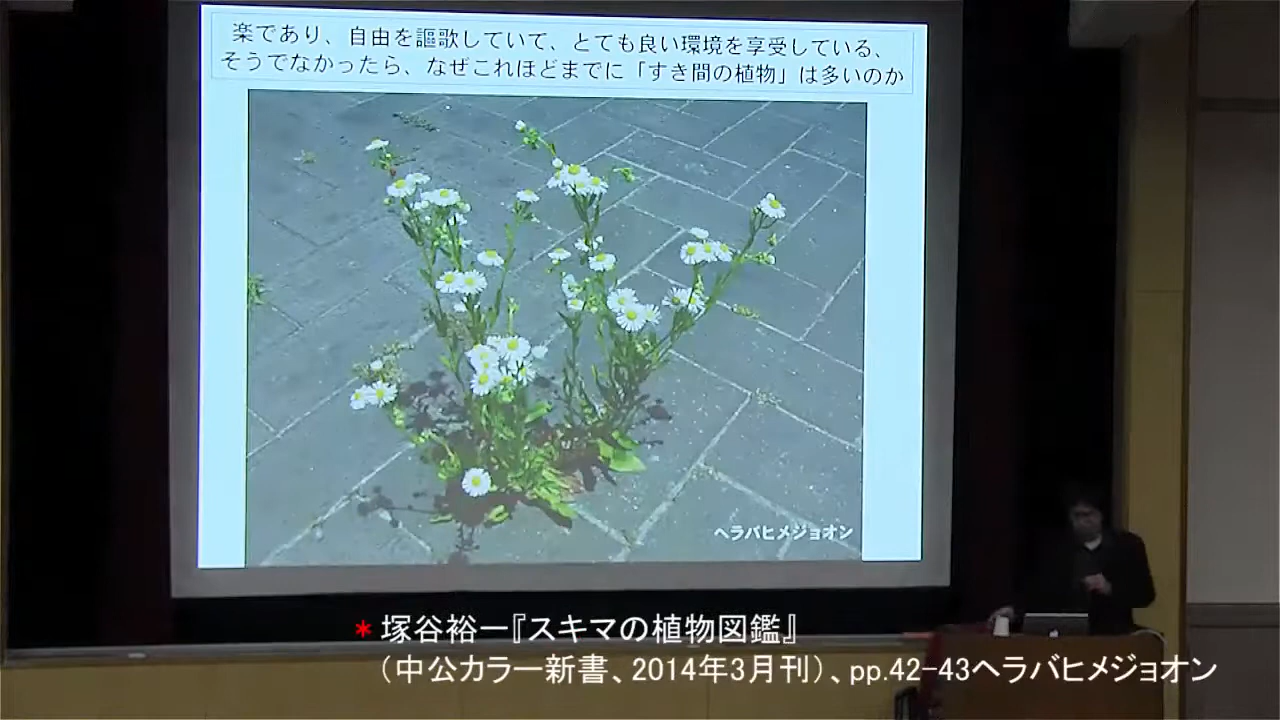 楽であり、自由を謳歌していて、とても良い環境を享受している、
そうでなかったら、なぜこれほどまでに「すき間の植物」は多いのか
ヘラバヒメジョオン
*塚谷裕一『スキマの植物図鑑』
（中公カラー新書、2014年3月刊）、pp.42-43ヘラバヒメジョオン